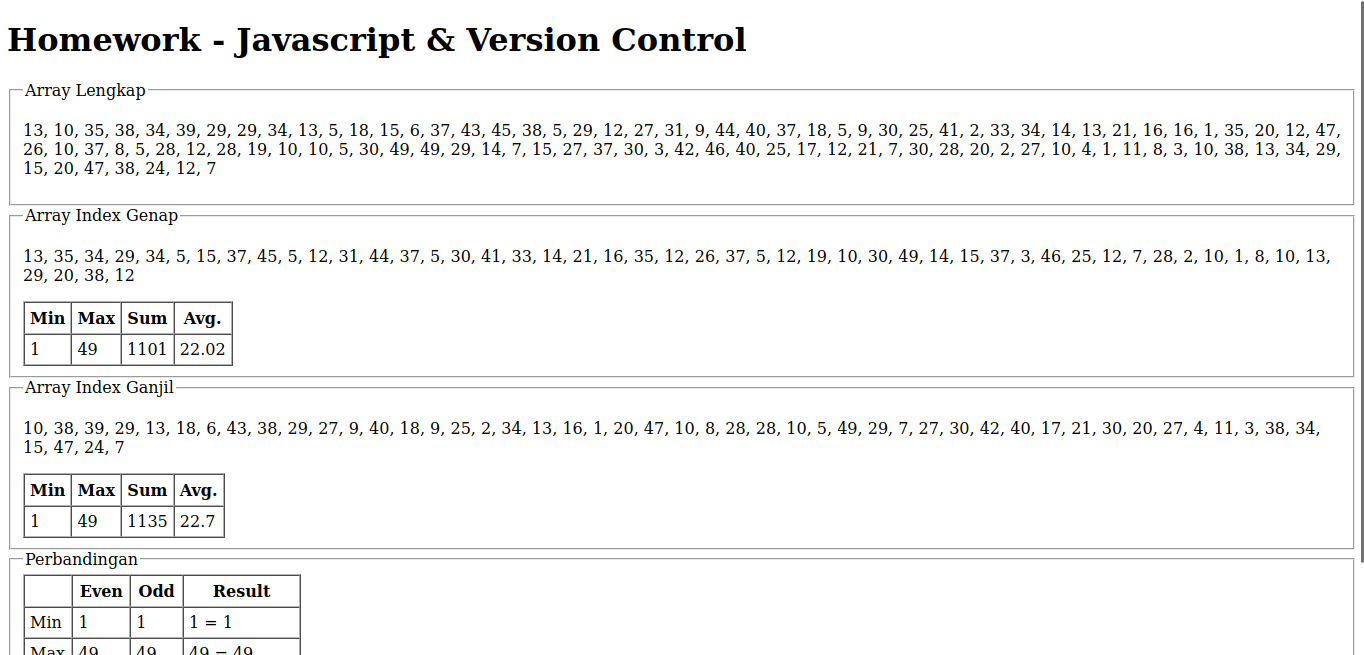 Homework - Javascript & Version Control
Array Lengkap
13, 10, 35, 38, 34, 39, 29, 29, 34, 13, 5, 18, 15, 6, 37, 43, 45, 38, 5, 29, 12, 27, 31, 9, 44, 40, 37, 18, 5, 9, 30, 25, 41, 2, 33, 34, 14, 13, 21, 16, 16, 1, 35, 20, 12, 47,
26, 10, 37, 8, 5, 28, 12, 28, 19, 10, 10, 5, 30, 49, 49, 29, 14, 7, 15, 27, 37, 30, 3, 42, 46, 40, 25, 17, 12, 21, 7, 30, 28, 20, 2, 27, 10, 4, 1, 11, 8, 3, 10, 38, 13, 34, 29,
15, 20, 47, 38, 24, 12, 7
Array Index Genap
13, 35, 34, 29, 34, 5, 15, 37, 45, 5, 12, 31, 44, 37, 5, 30, 41, 33, 14, 21, 16, 35, 12, 26, 37, 5, 12, 19, 10, 30, 49, 14, 15, 37, 3, 46, 25, 12, 7, 28, 2, 10, 1, 8, 10, 13,
29, 20, 38, 12
Min Max Sum Avg.
1 49 1101 22.02
Array Index Ganjil
10, 38, 39, 29, 13, 18, 6, 43, 38, 29, 27, 9, 40, 18, 9, 25, 2, 34, 13, 16, 1, 20, 47, 10, 8, 28, 28, 10, 5, 49, 29, 7, 27, 30, 42, 40, 17, 21, 30, 20, 27, 4, 11, 3, 38, 34,
15, 47, 24, 7
Min Max Sum Avg.
1 49 1135 22.7
Perbandingan
Even Odd Result
Min 1 1 1 = 1
Max 49 49 49 = 49